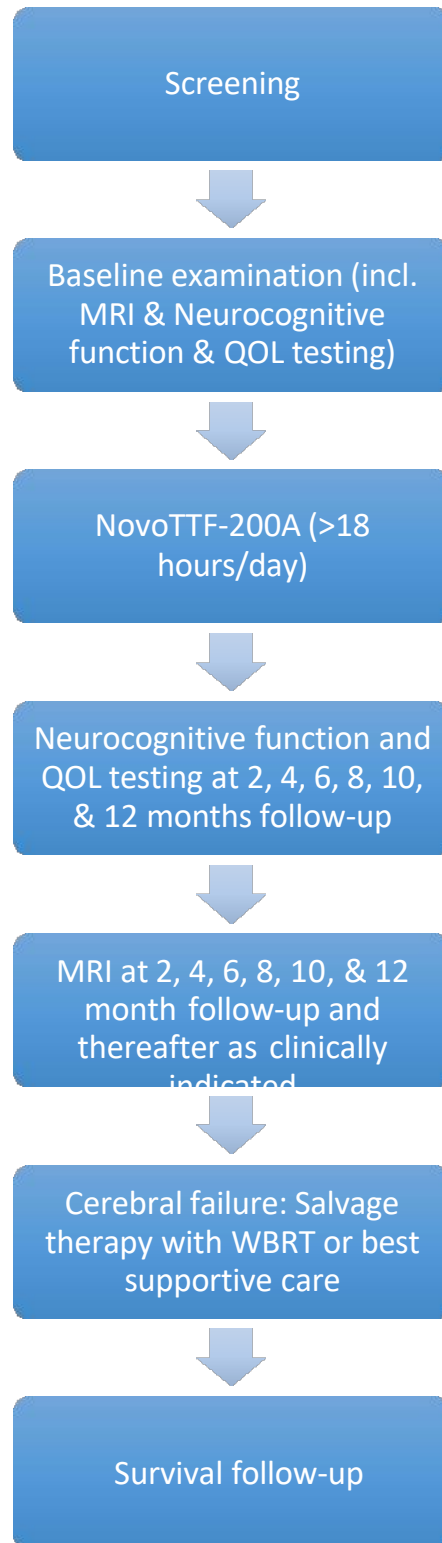 Screening
Baseline examination (incl.
MRI & Neurocognitive
function & QOL testing)
NovoTTF-200A (>18
hours/day)
Neurocognitive function and
QOL testing at 2, 4, 6, 8, 10,
& 12 months follow-up
MRI at 2, 4, 6, 8, 10, & 12
month follow-up and
thereafter as clinically
indicated
Cerebral failure: Salvage
therapy with WBRT or best
supportive care
Survival follow-up